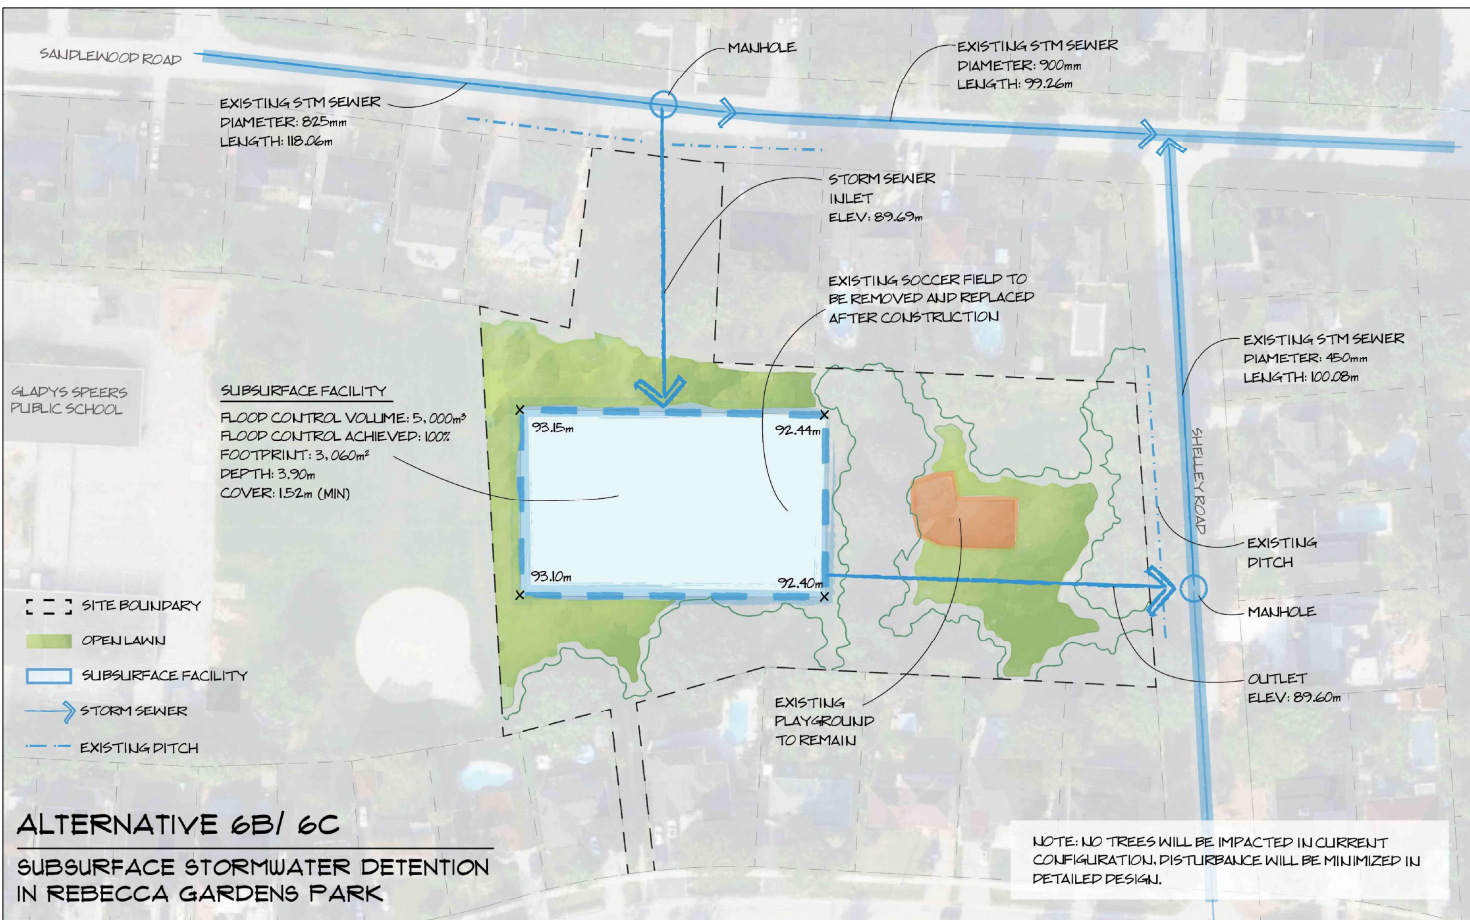 SANDLEWOOD ROAD
MANHOLE
EXISTING STM SEWER
DIAMETER: 900mm
LENGTH: 99.26m
EXISTING STM SEWER
DIAMETER: 825mm
LENGTH: 118.06m
STORM SEWER
INLET
ELEV: 89.69m
EXISTING SOCCER FIELD TO
BE REMOVED AND REPLACED
AFTER CONSTRUCTION
EXISTING STM SEWER
DIAMETER: 450mm
LENGTH: 100.08m
GLADYS SPEERS
PUBLIC SCHOOL
SUBSURFACE FACILITY
FLOOD CONTROL VOLUME: 5,000m³
FLOOD CONTROL ACHIEVED: 100%
FOOTPRINT: 3,060m²
DEPTH: 3.90m
COVER: 1.52m (MIN)
93.15m
92.44m
93.10m
92.40m
SHELLEY ROAD
EXISTING
DITCH
MANHOLE
OUTLET
ELEV: 89.60m
EXISTING
PLAYGROUND
TO REMAIN
SITE BOUNDARY
OPEN LAWN
SUBSURFACE FACILITY
STORM SEWER
EXISTING DITCH
ALTERNATIVE 6B/ 6C
SUBSURFACE STORMWATER DETENTION
IN REBECCA GARDENS PARK
NOTE: NO TREES WILL BE IMPACTED IN CURRENT
CONFIGURATION. DISTURBANCE WILL BE MINIMIZED IN
DETAILED DESIGN.